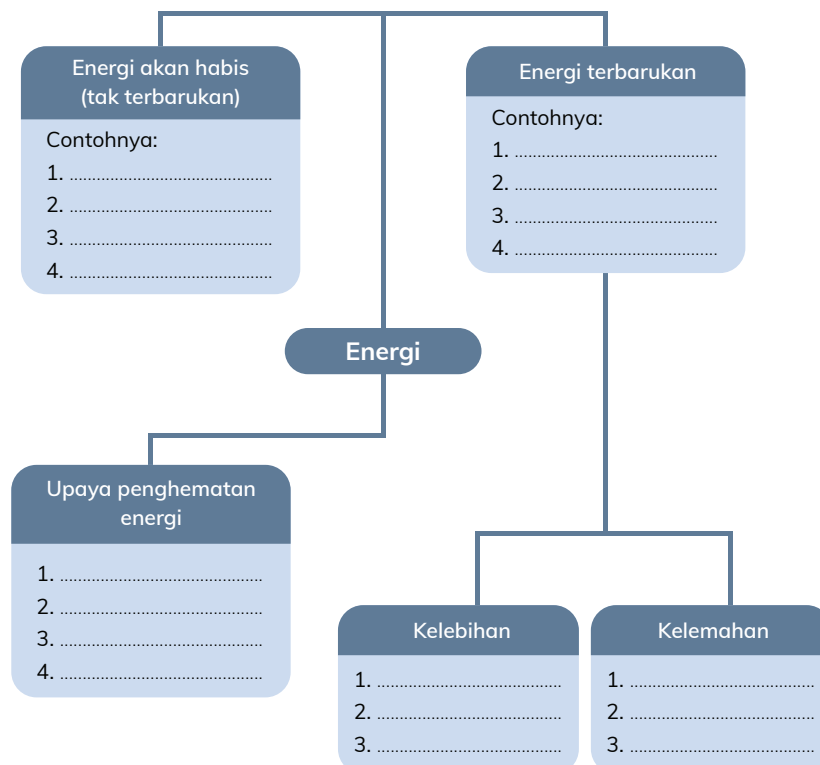 Energi akan habis
(tak terbarukan)
Contohnya:
1. ............................................
2. ............................................
3. ............................................
4. ............................................
Energi terbarukan
Contohnya:
1. ............................................
2. ............................................
3. ............................................
4. ............................................
Energi
Upaya penghematan
energi
1. ............................................
2. ............................................
3. ............................................
4. ............................................
Kelebihan
1. ........................................
2. ........................................
3. ........................................
Kelemahan
1. ........................................
2. ........................................
3. ........................................